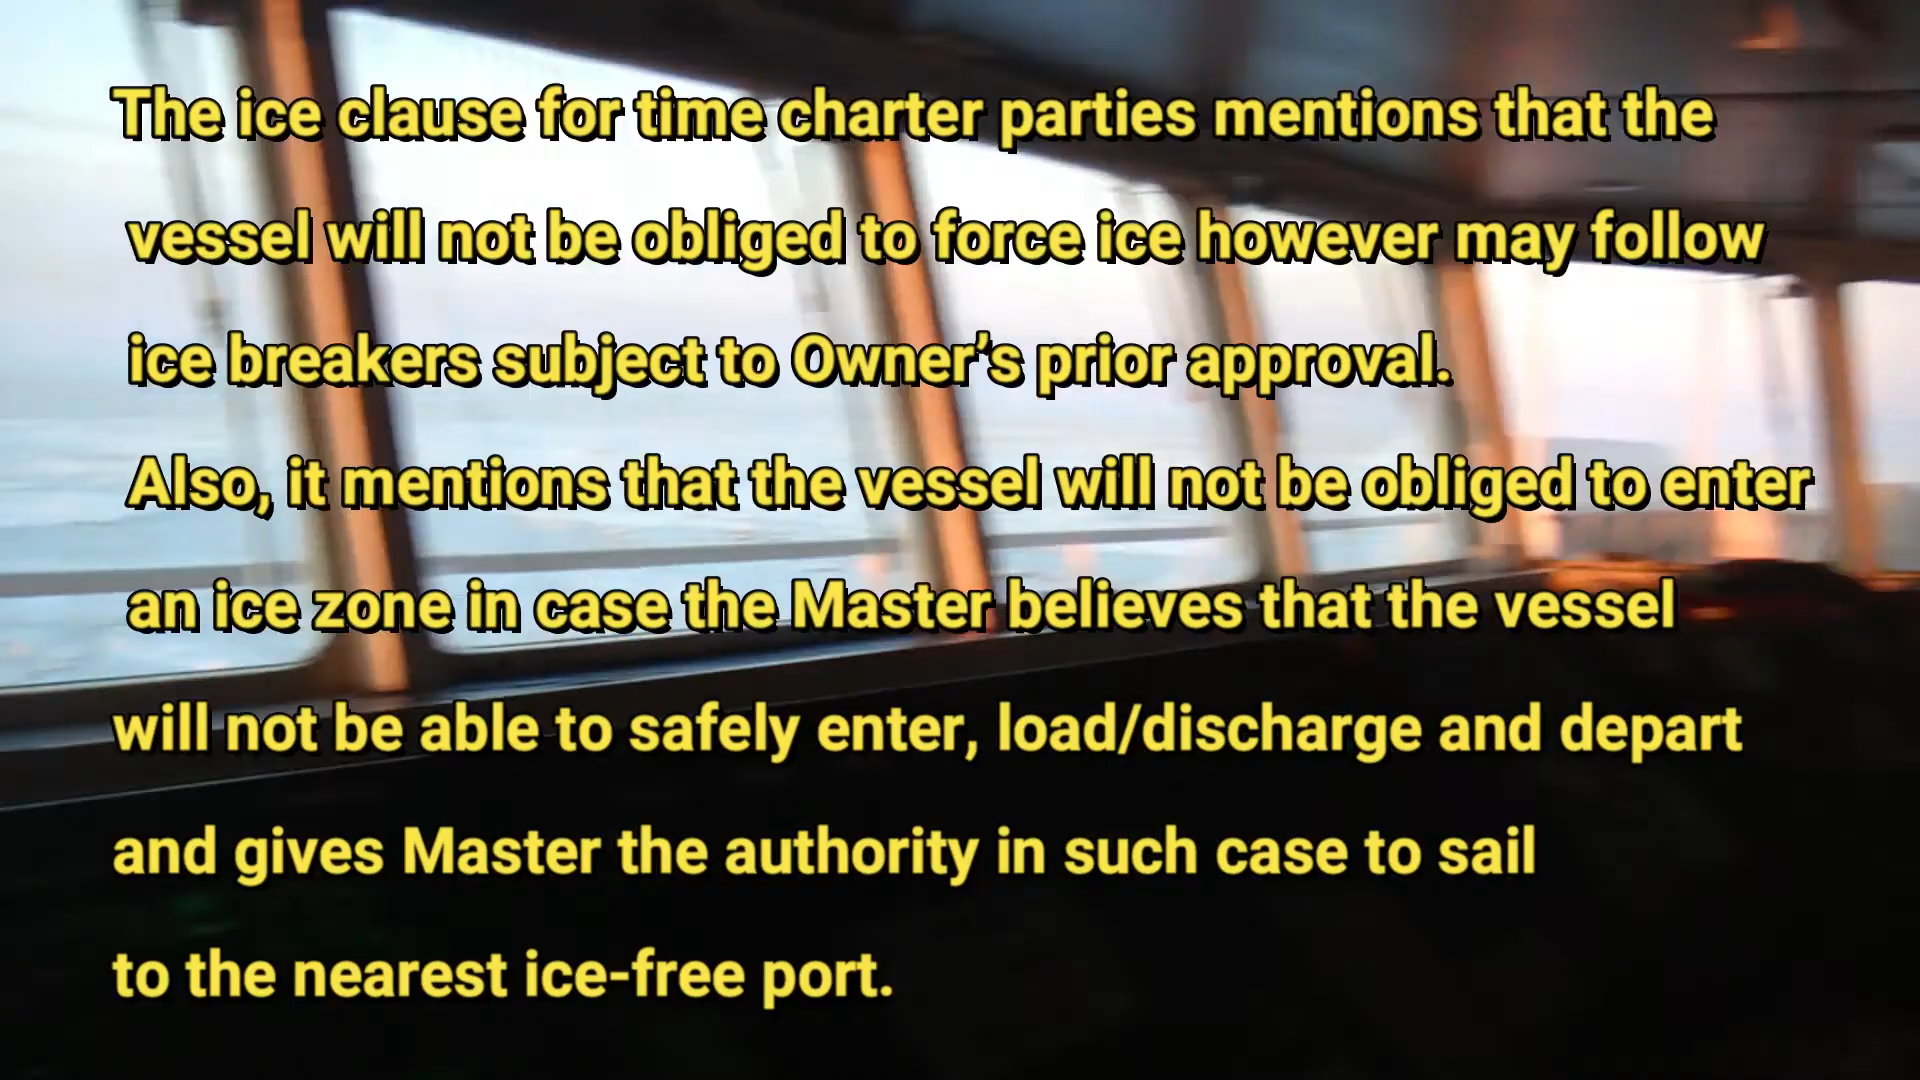 The ice clause for time charter parties mentions that the
vessel will not be obliged to force ice however may follow
ice breakers subject to Owner’s prior approval.
Also, it mentions that the vessel will not be obliged to enter
an ice zone in case the Master believes that the vessel
will not be able to safely enter, load/discharge and depart
and gives Master the authority in such case to sail
to the nearest ice-free port.